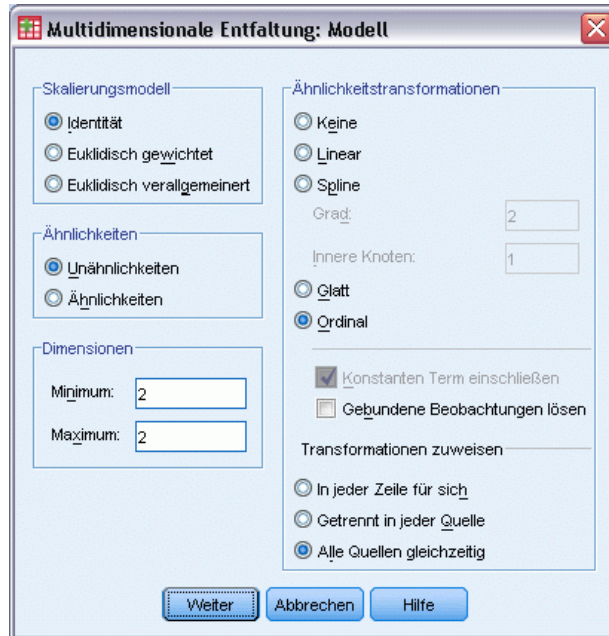 Multidimensionale Entfaltung: Modell
Skalierungsmodell
Identität
Euklidisch gewichtet
Euklidisch verallgemeinert
Ähnlichkeiten
Unähnlichkeiten
Ähnlichkeiten
Dimensionen
Minimum: 2
Maximum: 2
Ähnlichkeitstransformationen
Keine
Linear
Spline
Grad: 2
Innere Knoten: 1
Glatt
Ordinal
Konstanten Term einschließen
Gebundene Beobachtungen lösen
Transformationen zuweisen
In jeder Zeile für sich
Getrennt in jeder Quelle
Alle Quellen gleichzeitig
Weiter Abbrechen Hilfe